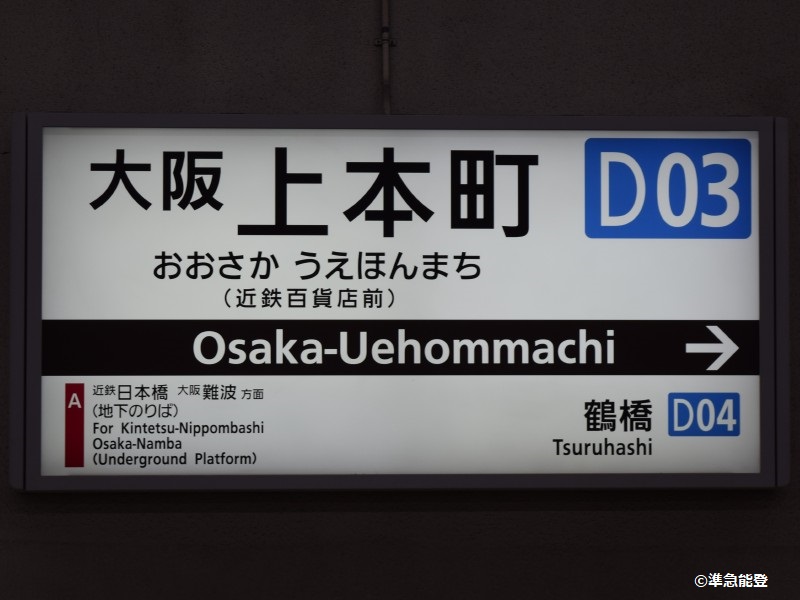 大阪 上本町 D03
おおさか うえほんまち
（近鉄百貨店前）
Osaka-Uehommachi →
A 近鉄日本橋 大阪難波 方面
（地下のりば）
For Kintetsu-Nippombashi
Osaka-Namba
(Underground Platform)
鶴橋 D04
Tsuruhashi
©準急能登